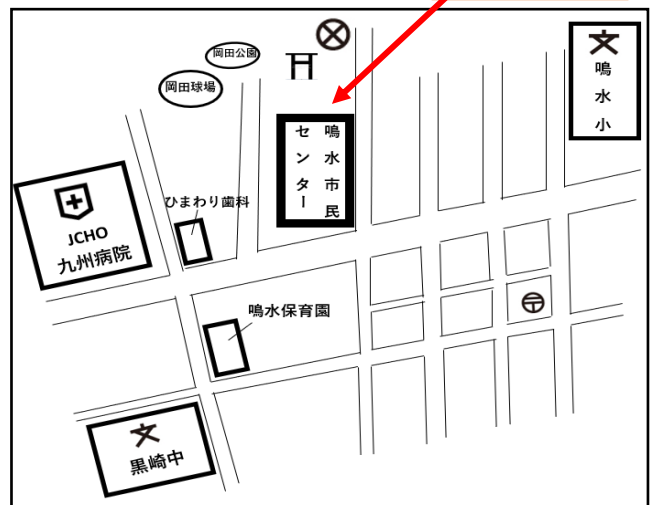 岡田公園
岡田球場
鳴水市民
センター
文
鳴水小
ひまわり歯科
JCHO
九州病院
鳴水保育園
〒
文
黒崎中